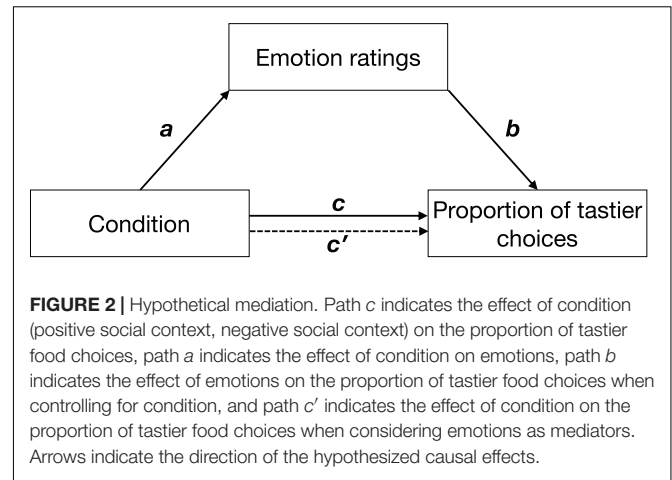 Emotion ratings
a
b
Condition
c
c′
Proportion of tastier
choices
FIGURE 2 | Hypothetical mediation. Path c indicates the effect of condition
(positive social context, negative social context) on the proportion of tastier
food choices, path a indicates the effect of condition on emotions, path b
indicates the effect of emotions on the proportion of tastier food choices when
controlling for condition, and path c′ indicates the effect of condition on the
proportion of tastier food choices when considering emotions as mediators.
Arrows indicate the direction of the hypothesized causal effects.